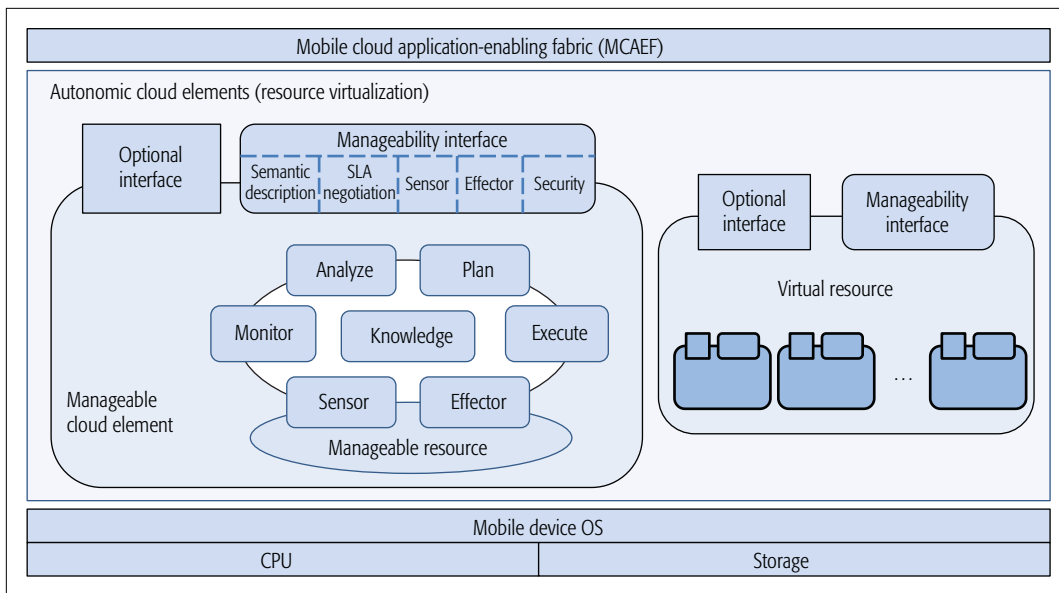 Mobile cloud application-enabling fabric (MCAEF)
Autonomic cloud elements (resource virtualization)
Optional
interface
Manageability interface
Semantic
description
SLA
negotiation
Sensor
Effector
Security
Optional
interface
Manageability
interface
Analyze
Plan
Virtual resource
Monitor
Knowledge
Execute
...
Sensor
Effector
Manageable
cloud element
Manageable resource
Mobile device OS
CPU
Storage